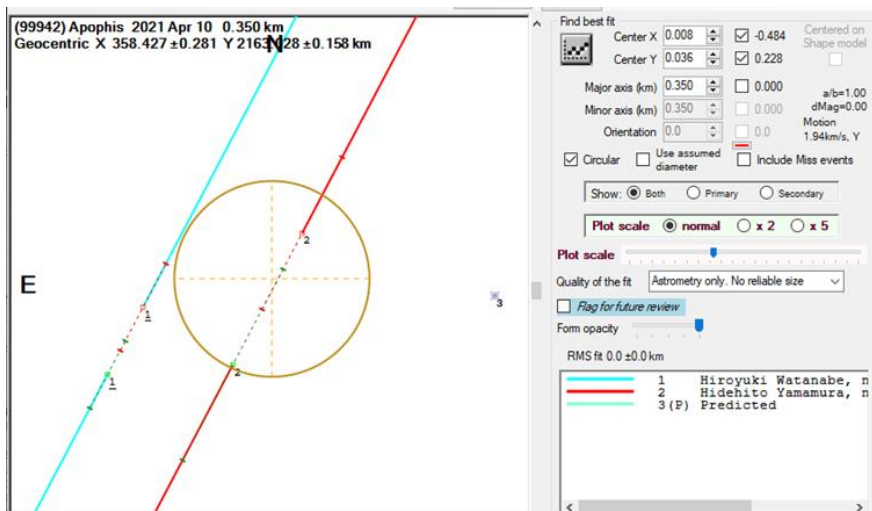 (99942) Apophis 2021 Apr 10 0.350 km
Geocentric X 358.427 ±0.281 Y 2163 28 ±0.158 km
N
E
2
1
1
2
3
Find best fit
Center X 0.008 -0.484
Centered on
Shape model
Center Y 0.036 0.228
Major axis (km) 0.350 0.000
Minor axis (km) 0.350 0.000
Orientation 0.0 0.0
a/b=1.00
dMag=0.00
Motion
1.94km/s, Y
Circular Use assumed diameter Include Miss events
Show: Both Primary Secondary
Plot scale normal x 2 x 5
Plot scale
Quality of the fit Astrometry only. No reliable size
Flag for future review
Form opacity
RMS fit 0.0 ±0.0 km
1 Hiroyuki Watanabe, n
2 Hidehito Yamamura, n
3(P) Predicted